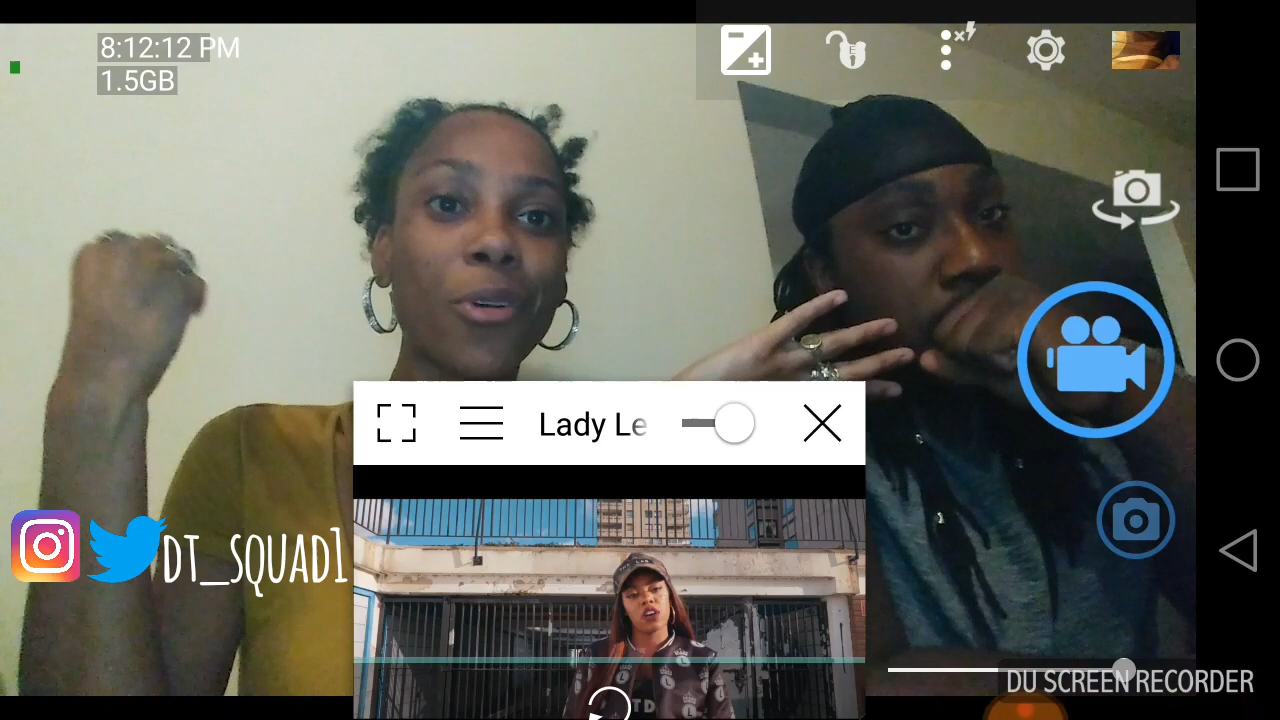 8:12:12 PM
1.5GB
Lady Le
DT_SQUAD1
TD
DU SCREEN RECORDER